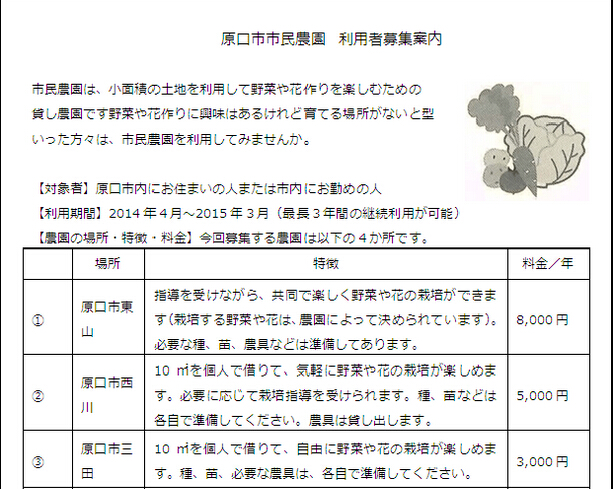 原口市市民農園　利用者募集案内
市民農園は、小面積の土地を利用して野菜や花作りを楽しむための
貸し農園です野菜や花作りに興味はあるけれど育てる場所がないと型
いった方々は、市民農園を利用してみませんか。
【対象者】原口市内にお住まいの人または市内にお勤めの人
【利用期間】2014年4月～2015年3月（最長3年間の継続利用が可能）
【農園の場所・特徴・料金】今回募集する農園は以下の4か所です。
場所 特徴 料金／年
① 原口市東山 指導を受けながら、共同で楽しく野菜や花の栽培ができま
す（栽培する野菜や花は、農園によって決められています）。
必要な種、苗、農具などは準備してあります。 8,000円
② 原口市西川 10 ㎡を個人で借りて、気軽に野菜や花の栽培が楽しめま
す。必要に応じて栽培指導を受けられます。種、苗などは
各自で準備してください。農具は貸し出します。 5,000円
③ 原口市三田 10 ㎡を個人で借りて、自由に野菜や花の栽培が楽しめま
す。種、苗、必要な農具は、各自で準備してください。 3,000円